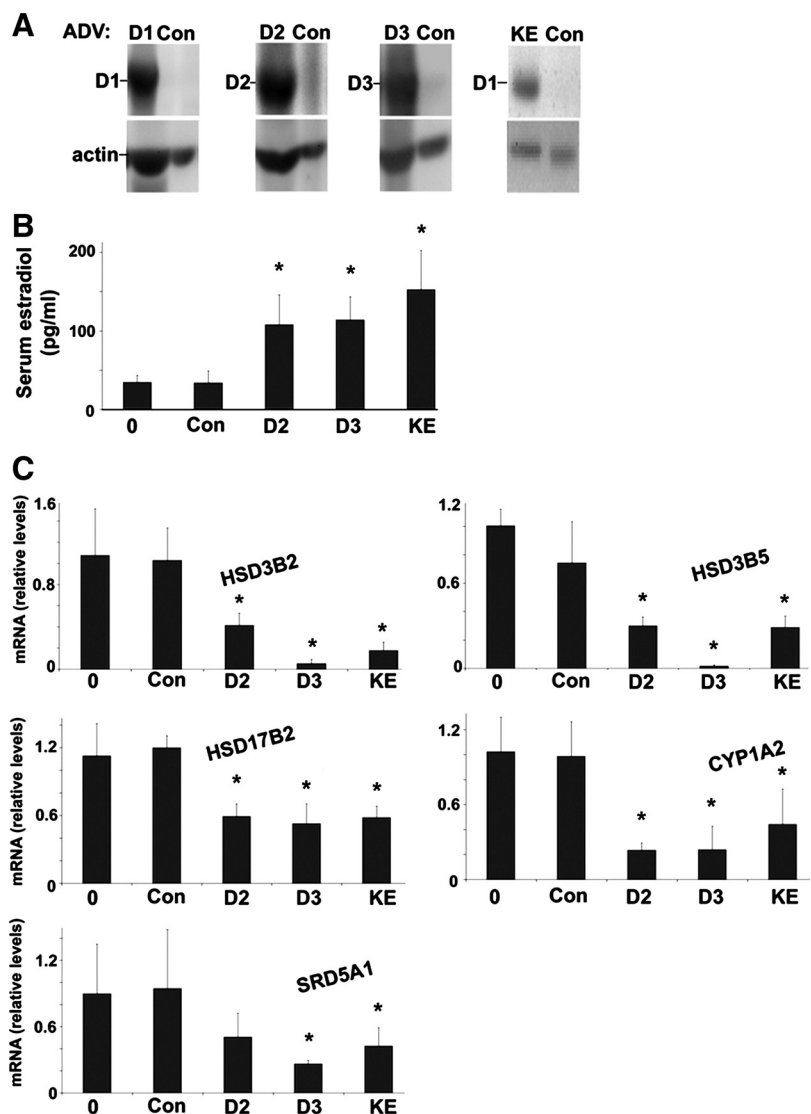 A
ADV: D1 Con D2 Con D3 Con KE Con
D1 D2 D3 D1
actin
B
Serum estradiol
(pg/ml)
200
100
0
0 Con D2 D3 KE
* * *
C
mRNA (relative levels)
1.6
0.8
0
HSD3B2
* * *
0 Con D2 D3 KE
1.2
0.6
0
HSD3B5
* * *
0 Con D2 D3 KE
mRNA (relative levels)
1.2
0.6
0
HSD17B2
* * *
0 Con D2 D3 KE
1.2
0.6
0
CYP1A2
* * *
0 Con D2 D3 KE
mRNA (relative levels)
1.2
0.6
0
SRD5A1
* *
0 Con D2 D3 KE